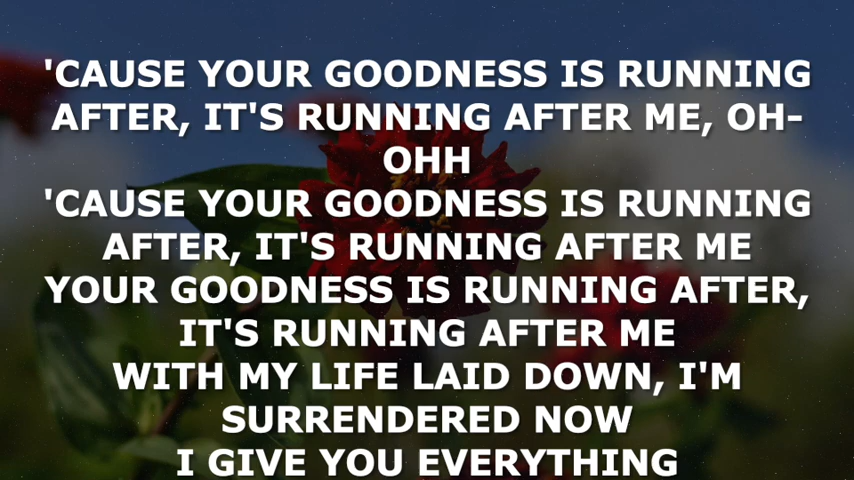 'CAUSE YOUR GOODNESS IS RUNNING
AFTER, IT'S RUNNING AFTER ME, OH-
OHH
'CAUSE YOUR GOODNESS IS RUNNING
AFTER, IT'S RUNNING AFTER ME
YOUR GOODNESS IS RUNNING AFTER,
IT'S RUNNING AFTER ME
WITH MY LIFE LAID DOWN, I'M
SURRENDERED NOW
I GIVE YOU EVERYTHING